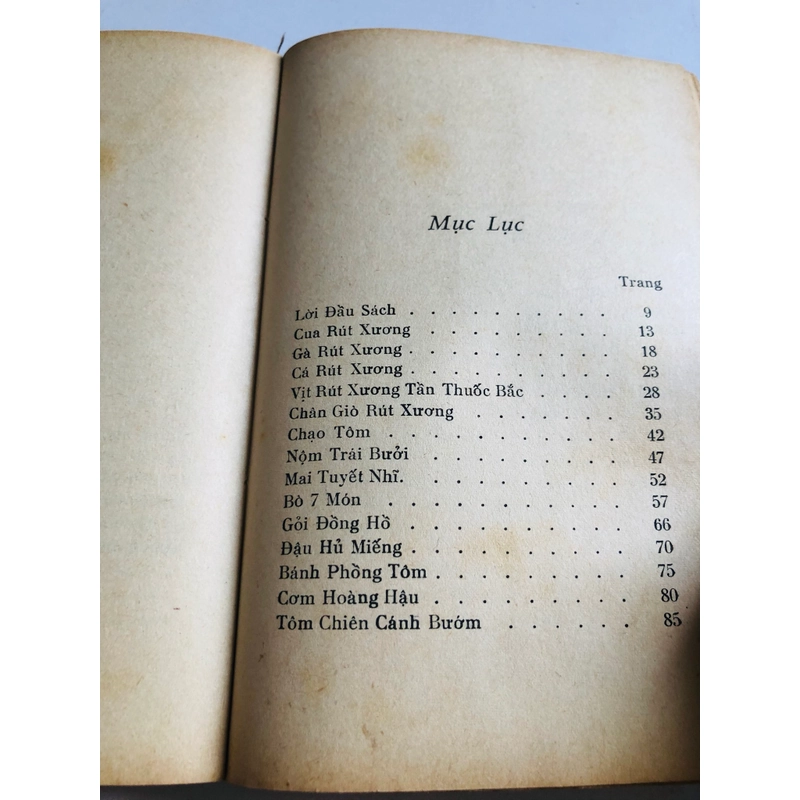 Mục Lục
Trang
Lời Đầu Sách . . . . . . . . . . 9
Cua Rút Xương . . . . . . . . . 13
Gà Rút Xương . . . . . . . . . . 18
Cá Rút Xương . . . . . . . . . . 23
Vịt Rút Xương Tần Thuốc Bắc . . . . 28
Chân Giò Rút Xương . . . . . . . 35
Chạo Tôm . . . . . . . . . . . 42
Nộm Trái Bưởi . . . . . . . . . 47
Mai Tuyết Nhĩ. . . . . . . . . . 52
Bò 7 Món . . . . . . . . . . . 57
Gỏi Đồng Hồ . . . . . . . . . . 66
Đậu Hủ Miếng . . . . . . . . . . 70
Bánh Phồng Tôm . . . . . . . . . 75
Cơm Hoàng Hậu . . . . . . . . . 80
Tôm Chiên Cánh Bướm . . . . . . 85